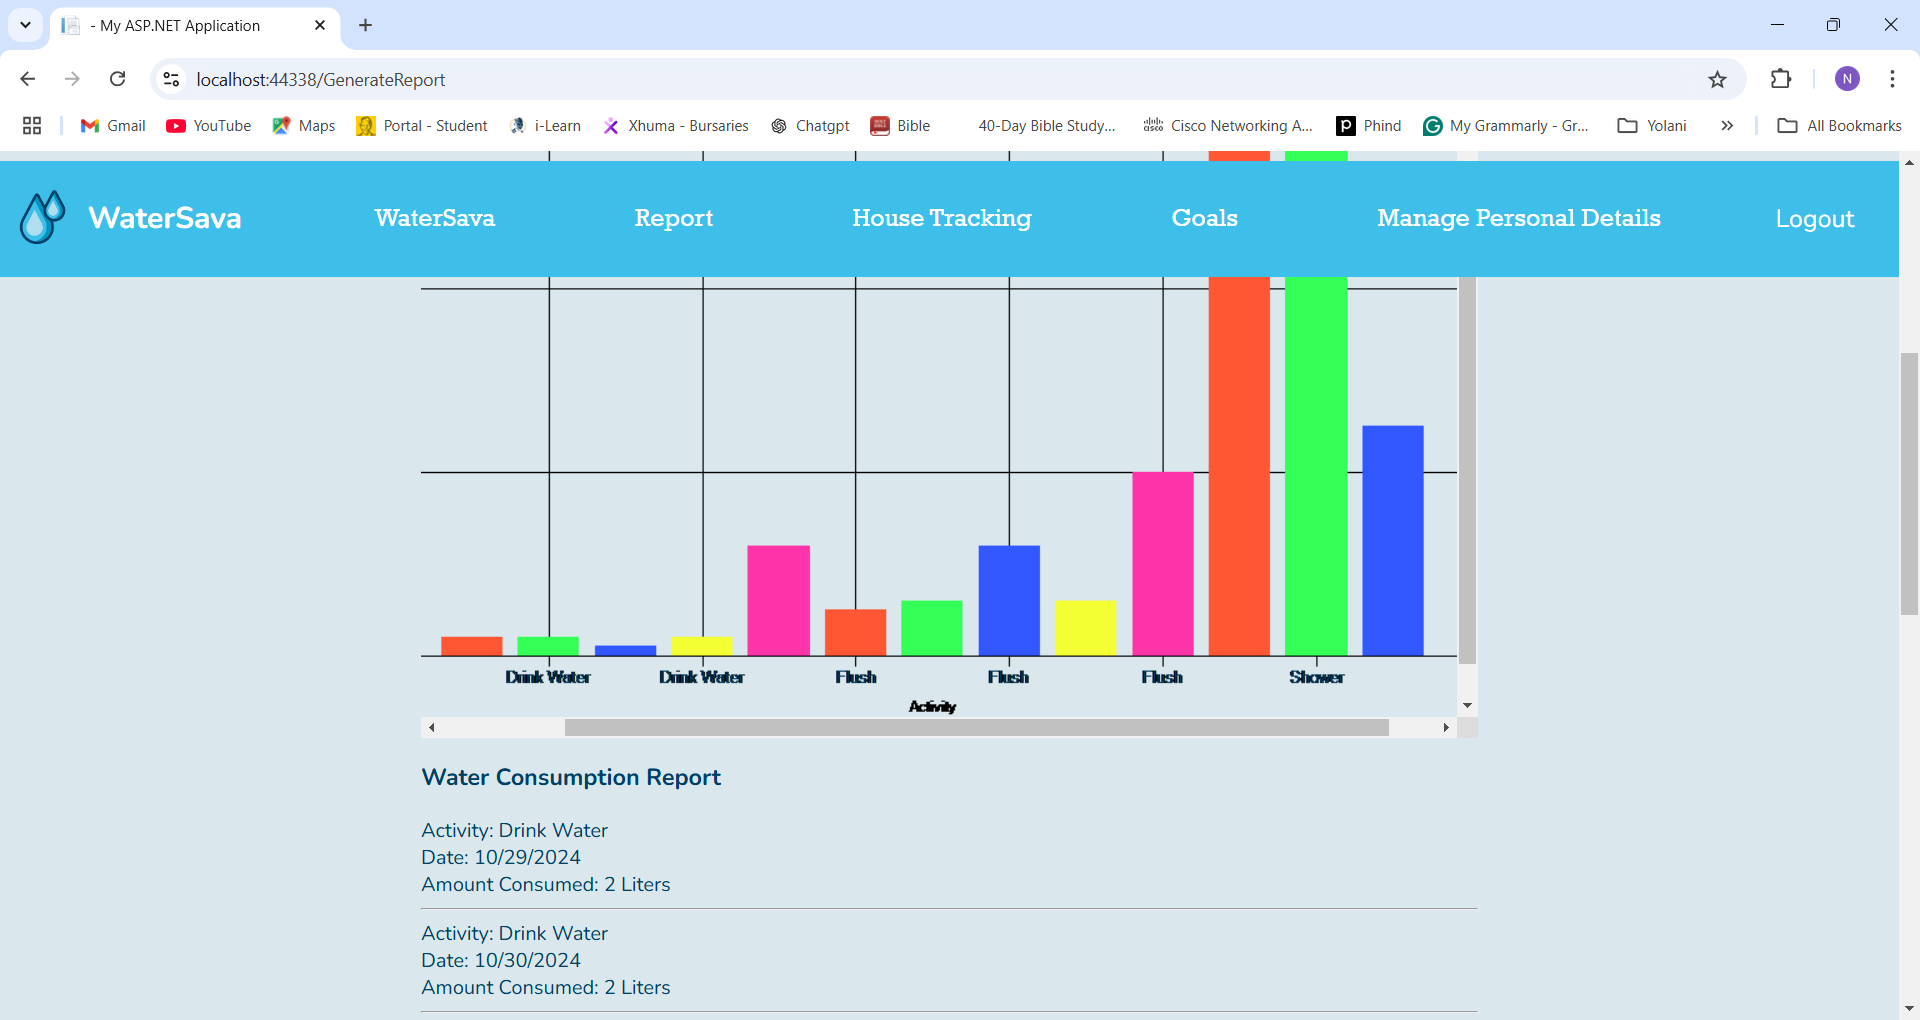 - My ASP.NET Application
localhost:44338/GenerateReport
N
Gmail YouTube Maps Portal - Student i-Learn Xhuma - Bursaries Chatgpt Bible 40-Day Bible Study... Cisco Networking A... Phind My Grammarly - Gr... Yolani All Bookmarks
WaterSava WaterSava Report House Tracking Goals Manage Personal Details Logout
Drink Water Drink Water Flush Flush Flush Shower
Activity
Water Consumption Report
Activity: Drink Water
Date: 10/29/2024
Amount Consumed: 2 Liters
Activity: Drink Water
Date: 10/30/2024
Amount Consumed: 2 Liters